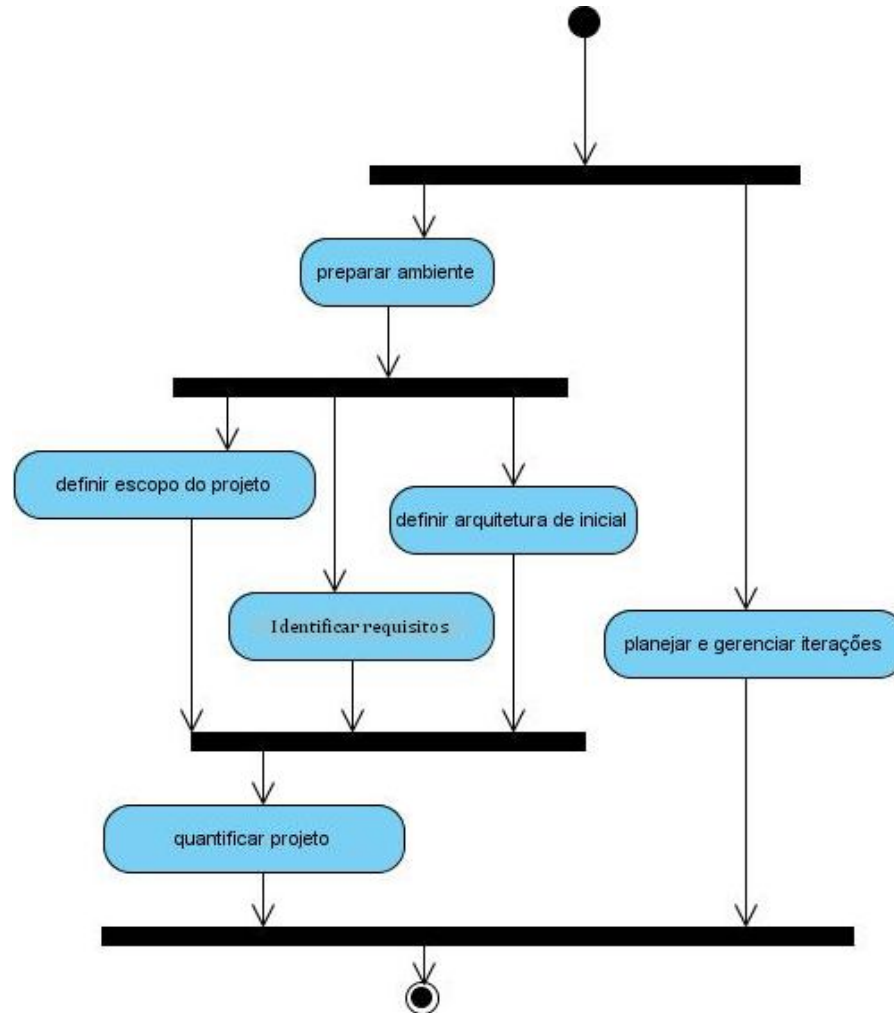 preparar ambiente
definir escopo do projeto
definir arquitetura de inicial
Identificar requisitos
planejar e gerenciar iterações
quantificar projeto